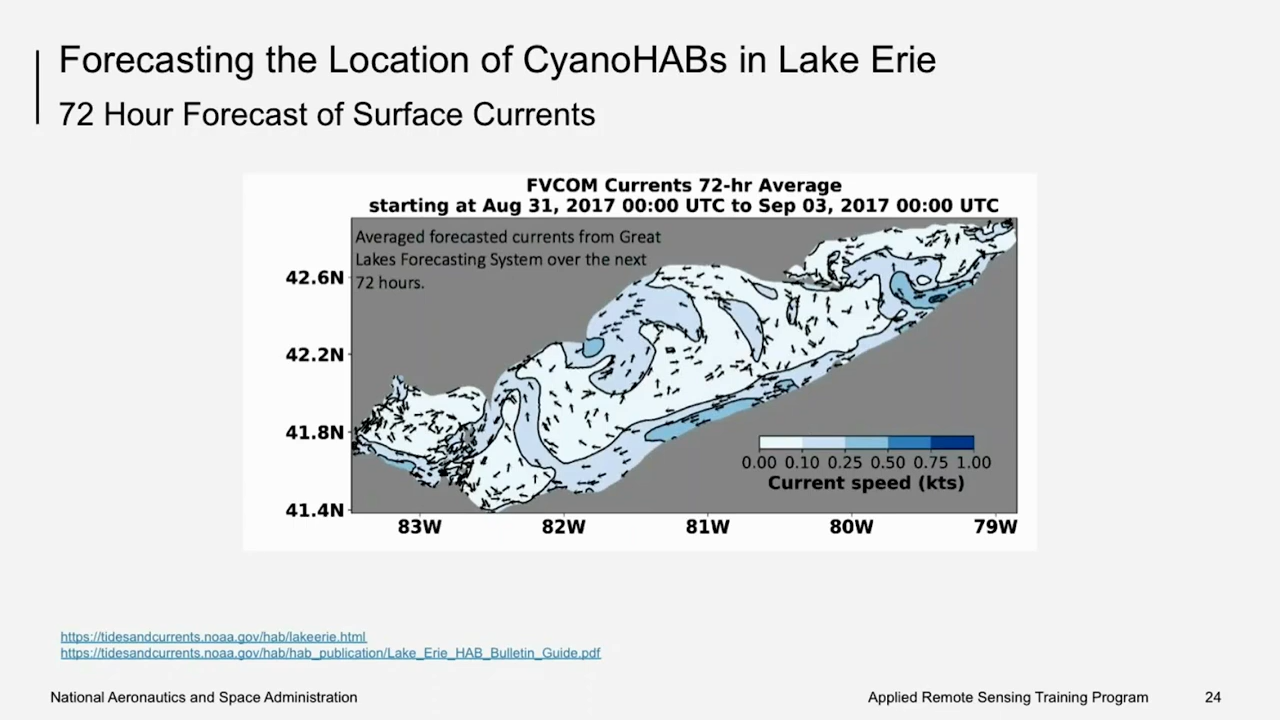 Forecasting the Location of CyanoHABs in Lake Erie
72 Hour Forecast of Surface Currents
FVCOM Currents 72-hr Average
starting at Aug 31, 2017 00:00 UTC to Sep 03, 2017 00:00 UTC
Averaged forecasted currents from Great
Lakes Forecasting System over the next
72 hours.
42.6N
42.2N
41.8N
41.4N
0.00 0.10 0.25 0.50 0.75 1.00
Current speed (kts)
83W 82W 81W 80W 79W
https://tidesandcurrents.noaa.gov/hab/lakeerie.html
https://tidesandcurrents.noaa.gov/hab/hab_publication/Lake_Erie_HAB_Bulletin_Guide.pdf
National Aeronautics and Space Administration
Applied Remote Sensing Training Program
24